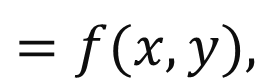 = f(x, y),